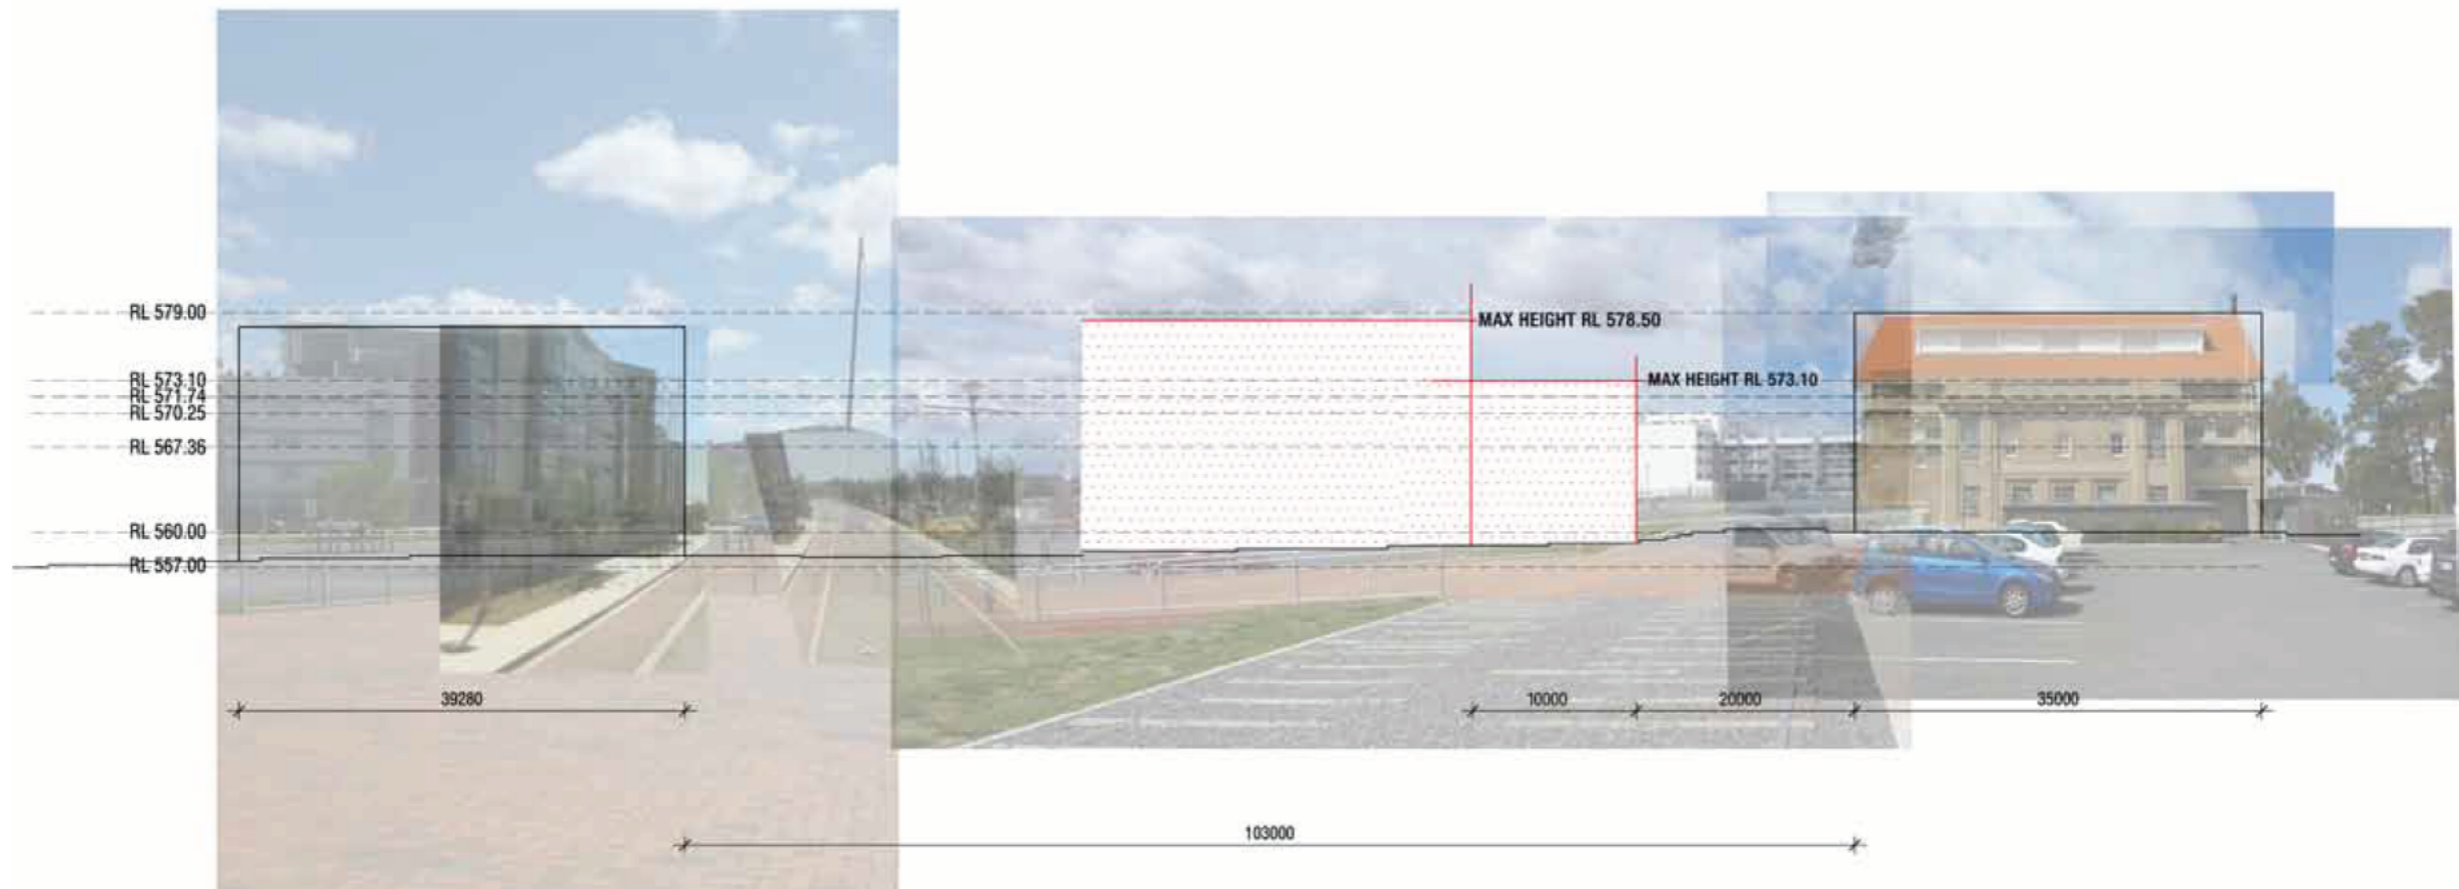 RL 579.00
MAX HEIGHT RL 578.50
RL 573.10
MAX HEIGHT RL 573.10
RL 571.74
RL 570.25
RL 567.36
RL 560.00
RL 557.00
39280
10000
20000
35000
103000